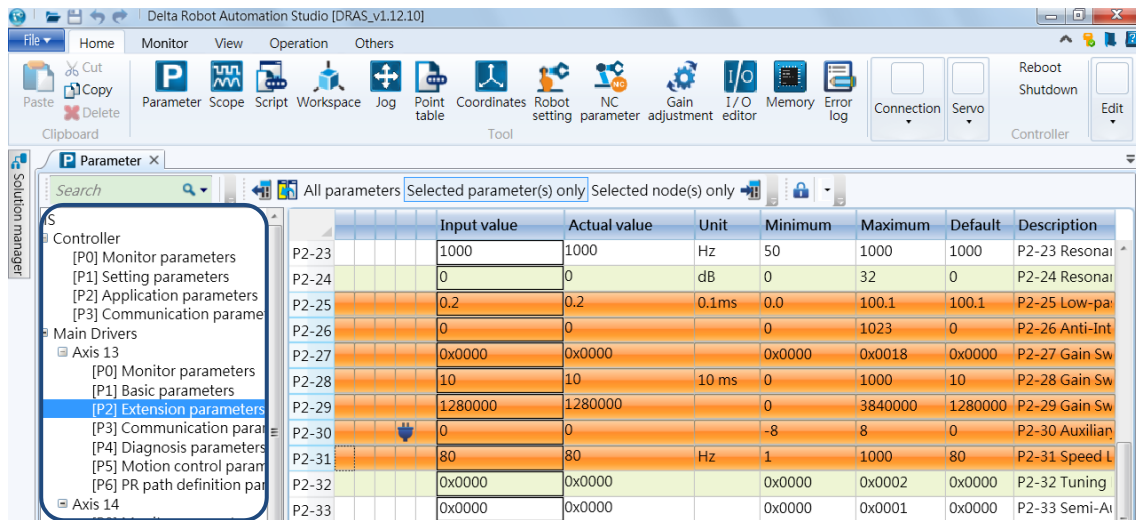 Delta Robot Automation Studio [DRAS_v1.12.10]
File Home Monitor View Operation Others
Paste Cut Copy Delete
Clipboard
Parameter Scope Script Workspace Jog Point table Coordinates Robot setting NC parameter Gain adjustment I/O editor Memory Error log
Tool
Connection Servo
Reboot
Shutdown
Controller
Edit
Solution manager
P Parameter
Search All parameters Selected parameter(s) only Selected node(s) only
Controller
[P0] Monitor parameters
[P1] Setting parameters
[P2] Application parameters
[P3] Communication parame
Main Drivers
Axis 13
[P0] Monitor parameters
[P1] Basic parameters
[P2] Extension parameters
[P3] Communication para
[P4] Diagnosis parameters
[P5] Motion control param
[P6] PR path definition par
Axis 14
Input value Actual value Unit Minimum Maximum Default Description
P2-23 1000 1000 Hz 50 1000 1000 P2-23 Resona
P2-24 0 0 dB 0 32 0 P2-24 Resona
P2-25 0.2 0.2 0.1ms 0.0 100.1 100.1 P2-25 Low-pa
P2-26 0 0 0 1023 0 P2-26 Anti-Int
P2-27 0x0000 0x0000 0x0000 0x0018 0x0000 P2-27 Gain Sw
P2-28 10 10 10 ms 0 1000 10 P2-28 Gain Sw
P2-29 1280000 1280000 0 3840000 1280000 P2-29 Gain Sw
P2-30 0 0 -8 8 0 P2-30 Auxiliar
P2-31 80 80 Hz 1 1000 80 P2-31 Speed L
P2-32 0x0000 0x0000 0x0000 0x0002 0x0000 P2-32 Tuning
P2-33 0x0000 0x0000 0x0000 0x0001 0x0000 P2-33 Semi-A